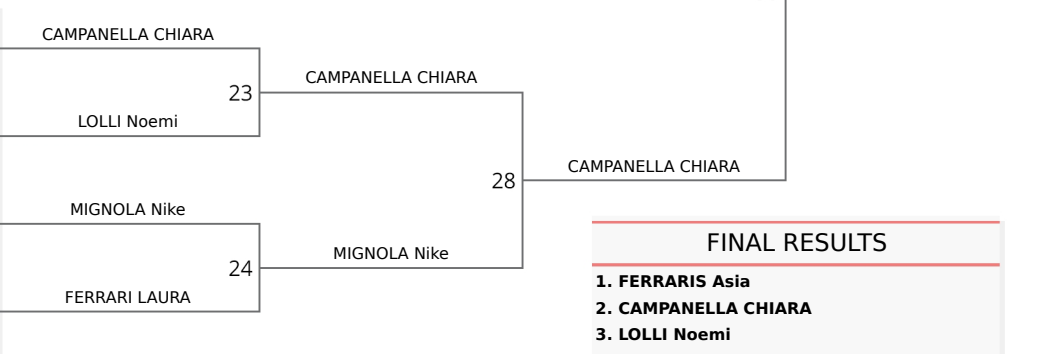 CAMPANELLA CHIARA
23
LOLLI Noemi
CAMPANELLA CHIARA
MIGNOLA Nike
24
FERRARI LAURA
MIGNOLA Nike
28
CAMPANELLA CHIARA
FINAL RESULTS
1. FERRARIS Asia
2. CAMPANELLA CHIARA
3. LOLLI Noemi